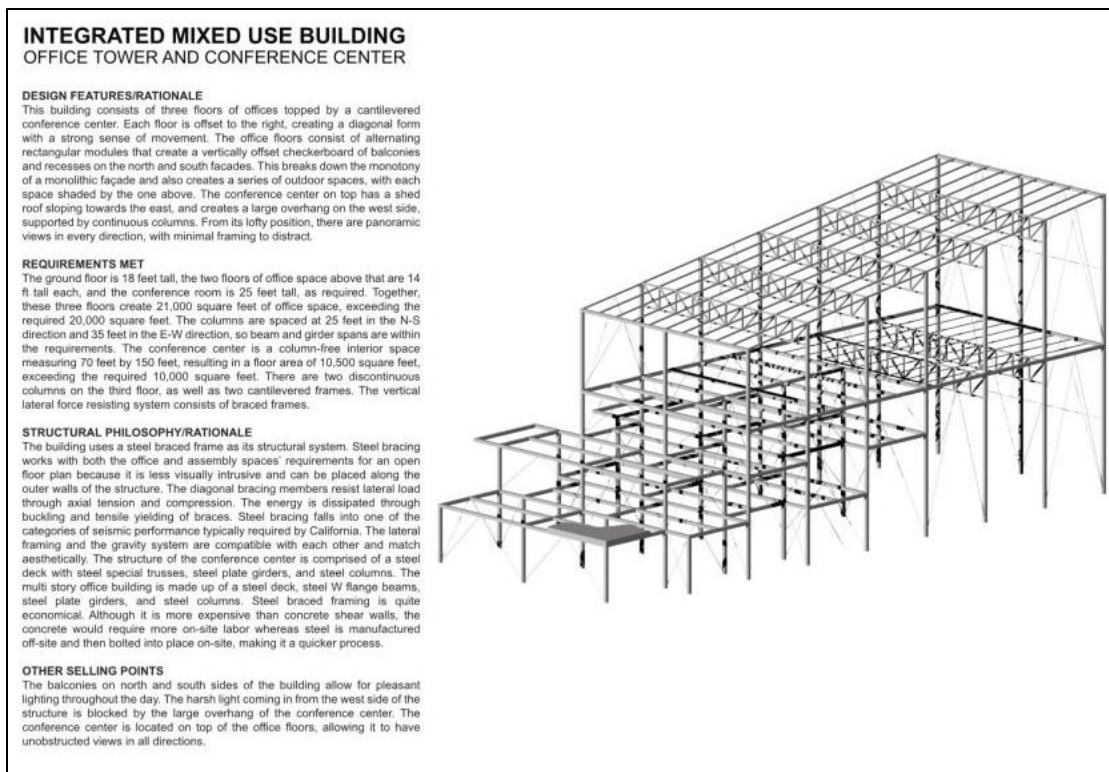 INTEGRATED MIXED USE BUILDING
OFFICE TOWER AND CONFERENCE CENTER
DESIGN FEATURES/RATIONALE
This building consists of three floors of offices topped by a cantilevered
conference center. Each floor is offset to the right, creating a diagonal form
with a strong sense of movement. The office floors consist of alternating
rectangular modules that create a vertically offset checkerboard of balconies
and recesses on the north and south facades. This breaks down the monotony
of a monolithic façade and also creates a series of outdoor spaces, with each
space shaded by the one above. The conference center on top has a shed
roof sloping towards the east, and creates a large overhang on the west side,
supported by continuous columns. From its lofty position, there are panoramic
views in every direction, with minimal framing to distract.
REQUIREMENTS MET
The ground floor is 18 feet tall, the two floors of office space above that are 14
ft tall each, and the conference room is 25 feet tall, as required. Together,
these three floors create 21,000 square feet of office space, exceeding the
required 20,000 square feet. The columns are spaced at 25 feet in the N-S
direction and 35 feet in the E-W direction, so beam and girder spans are within
the requirements. The conference center is a column-free interior space
measuring 70 feet by 150 feet, resulting in a floor area of 10,500 square feet,
exceeding the required 10,000 square feet. There are two discontinuous
columns on the third floor, as well as two cantilevered frames. The vertical
lateral force resisting system consists of braced frames.
STRUCTURAL PHILOSOPHY/RATIONALE
The building uses a steel braced frame as its structural system. Steel bracing
works with both the office and assembly spaces' requirements for an open
floor plan because it is less visually intrusive and can be placed along the
outer walls of the structure. The diagonal bracing members resist lateral load
through axial tension and compression. The energy is dissipated through
buckling and tensile yielding of braces. Steel bracing falls into one of the
categories of seismic performance typically required by California. The lateral
framing and the gravity system are compatible with each other and match
aesthetically. The structure of the conference center is comprised of a steel
deck with steel special trusses, steel plate girders, and steel columns. The
multi story office building is made up of a steel deck, steel W flange beams,
steel plate girders, and steel columns. Steel braced framing is quite
economical. Although it is more expensive than concrete shear walls, the
concrete would require more on-site labor whereas steel is manufactured
off-site and then bolted into place on-site, making it a quicker process.
OTHER SELLING POINTS
The balconies on north and south sides of the building allow for pleasant
lighting throughout the day. The harsh light coming in from the west side of the
structure is blocked by the large overhang of the conference center. The
conference center is located on top of the office floors, allowing it to have
unobstructed views in all directions.